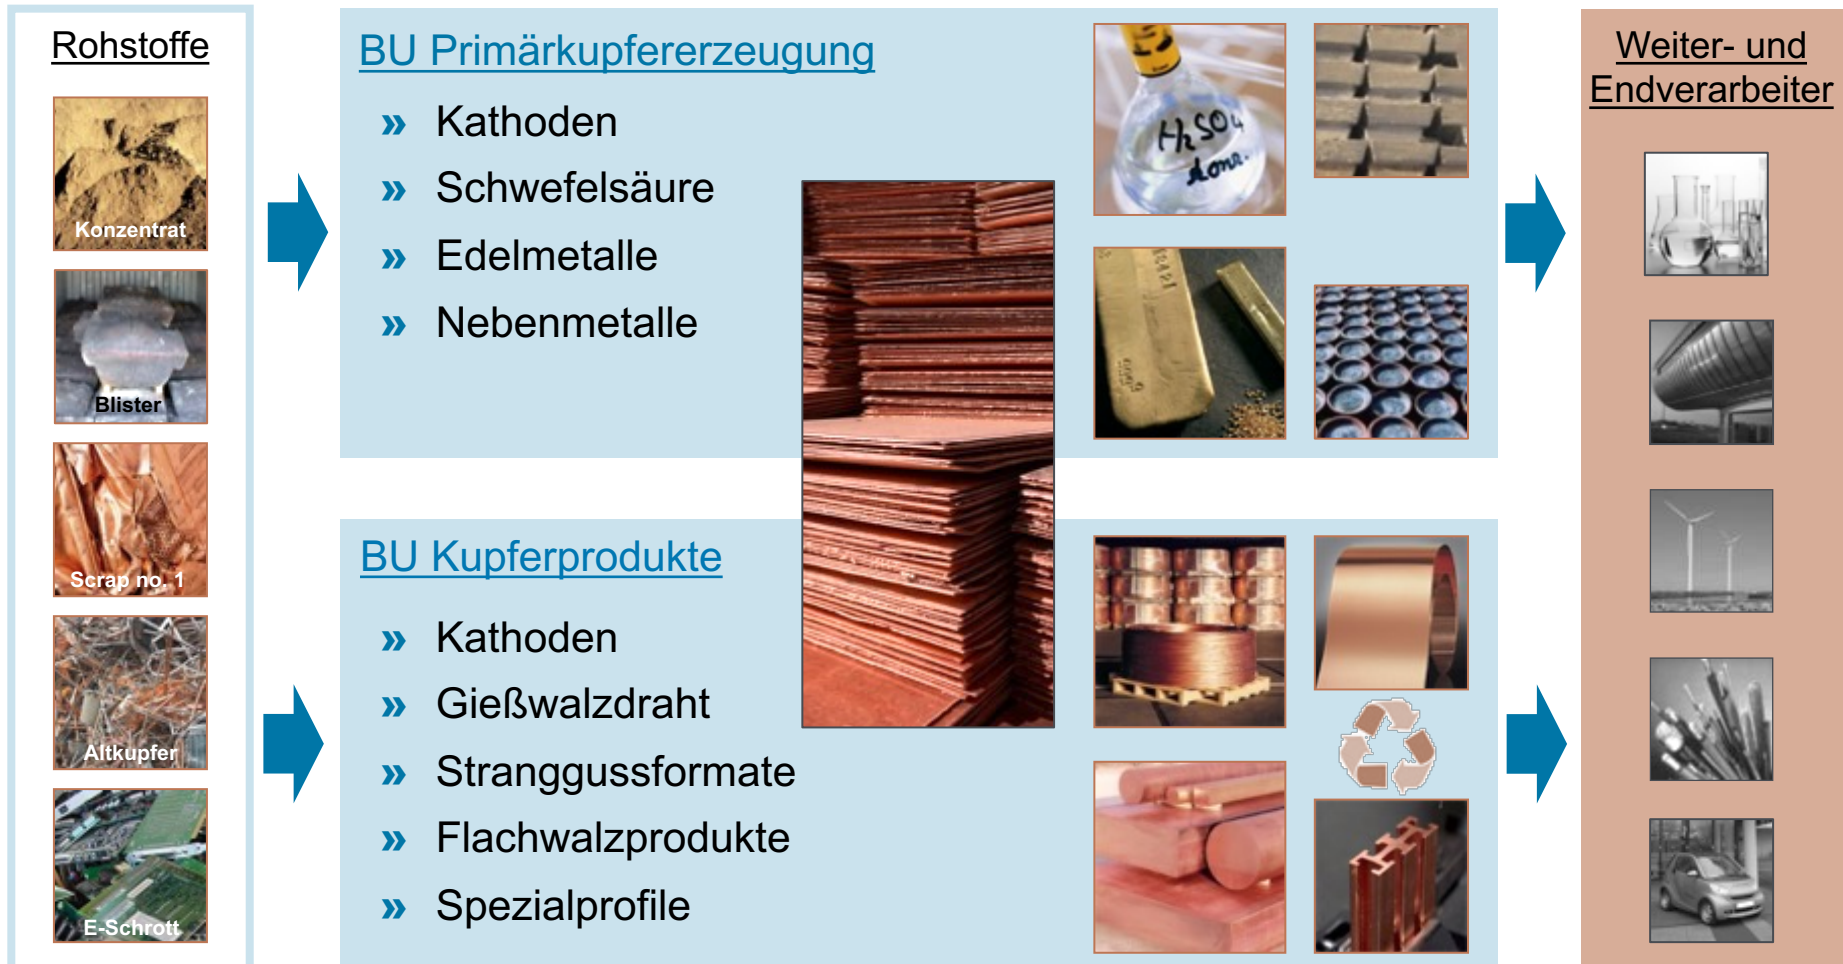 Rohstoffe
Konzentrat
Blister
Scrap no. 1
Altkupfer
E-Schrott
BU Primärkupfererzeugung
» Kathoden
» Schwefelsäure
» Edelmetalle
» Nebenmetalle
H₂SO₄
konz.
BU Kupferprodukte
» Kathoden
» Gießwalzdraht
» Stranggussformate
» Flachwalzprodukte
» Spezialprofile
Weiter- und
Endverarbeiter